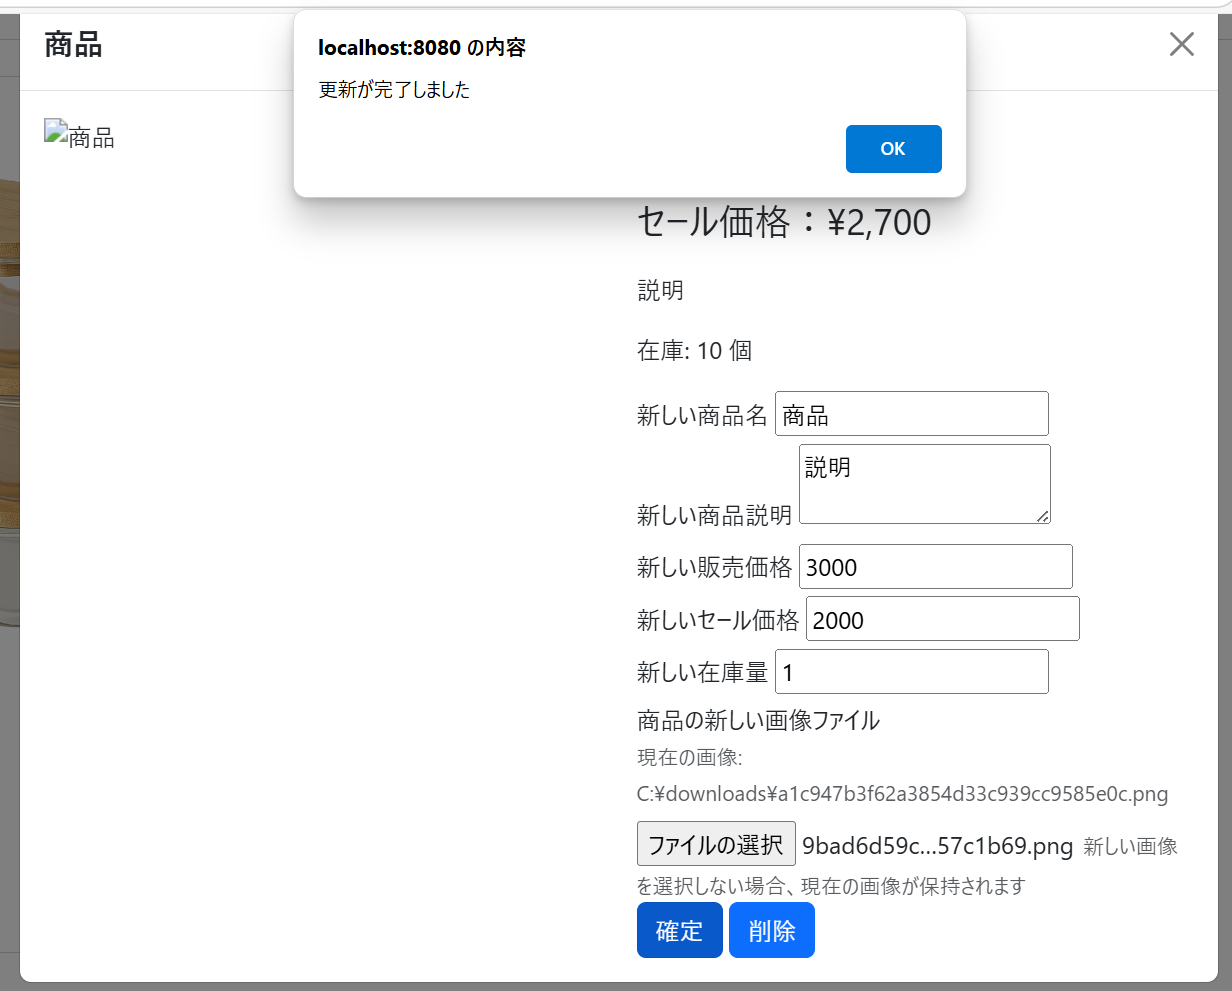 商品
localhost:8080 の内容
更新が完了しました
OK
商品
セール価格：¥2,700
説明
在庫: 10 個
新しい商品名 商品
説明
新しい商品説明
新しい販売価格 3000
新しいセール価格 2000
新しい在庫量 1
商品の新しい画像ファイル
現在の画像:
C:¥downloads¥a1c947b3f62a3854d33c939cc9585e0c.png
ファイルの選択 9bad6d59c...57c1b69.png 新しい画像
を選択しない場合、現在の画像が保持されます
確定 削除